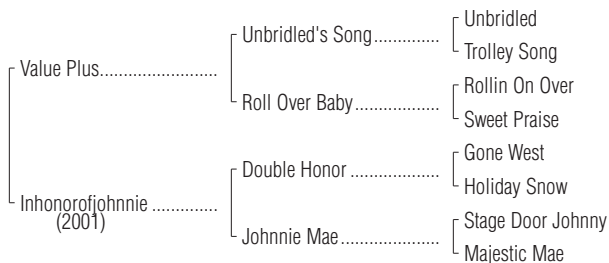 Unbridled
Unbridled's Song..............
Trolley Song
Value Plus........................
Rollin On Over
Roll Over Baby..................
Sweet Praise
Gone West
Double Honor...................
Holiday Snow
Inhonorofjohnnie..............
(2001)
Stage Door Johnny
Johnnie Mae.....................
Majestic Mae